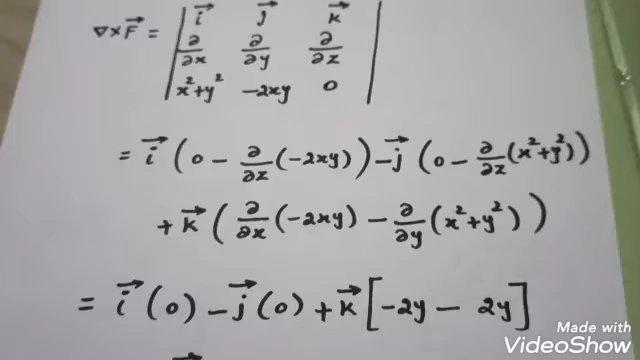 ∇×F⃗ = | i⃗ j⃗ k⃗ |
∂/∂x ∂/∂y ∂/∂z
x²+y² -2xy 0
= i⃗ (0 - ∂/∂z(-2xy)) - j⃗ (0 - ∂/∂z(x²+y²))
+ k⃗ (∂/∂x(-2xy) - ∂/∂y(x²+y²))
= i⃗ (0) - j⃗ (0) + k⃗ [-2y - 2y]
Made with
VideoShow